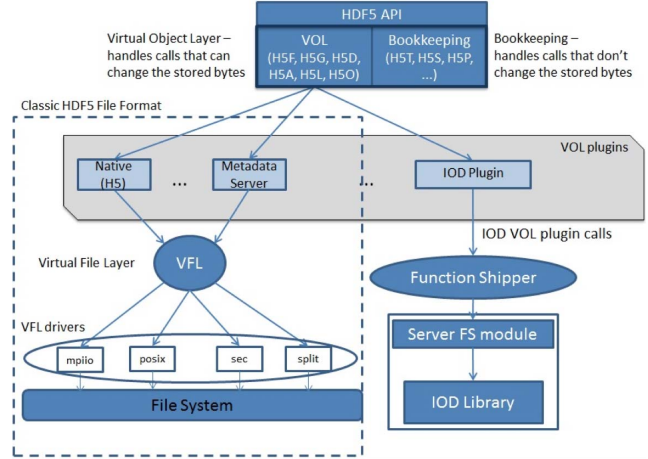 HDF5 API
Virtual Object Layer –
handles calls that can
change the stored bytes
VOL
(H5F, H5G, H5D,
H5A, H5L, H5O)
Bookkeeping
(H5T, H5S, H5P,
...)
Bookkeeping –
handles calls that don't
change the stored bytes
Classic HDF5 File Format
VOL plugins
Native
(H5)
...
Metadata
Server
...
IOD Plugin
IOD VOL plugin calls
Virtual File Layer
VFL
Function Shipper
VFL drivers
mpiio
posix
sec
split
Server FS module
File System
IOD Library